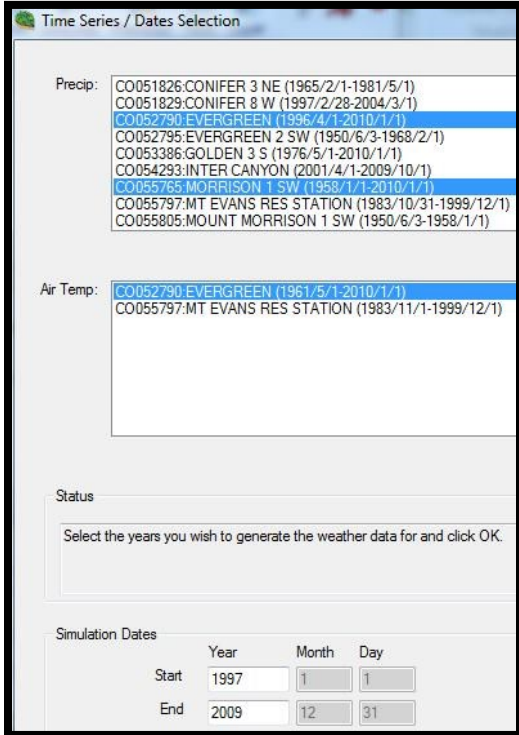 Time Series / Dates Selection
Precip:
CO051826:CONIFER 3 NE (1965/2/1-1981/5/1)
CO051829:CONIFER 8 W (1997/2/28-2004/3/1)
CO052790:EVERGREEN (1996/4/1-2010/1/1)
CO052795:EVERGREEN 2 SW (1950/6/3-1968/2/1)
CO053386:GOLDEN 3 S (1976/5/1-2010/1/1)
CO054293:INTER CANYON (2001/4/1-2009/10/1)
CO055765:MORRISON 1 SW (1958/1/1-2010/1/1)
CO055797:MT EVANS RES STATION (1983/10/31-1999/12/1)
CO055805:MOUNT MORRISON 1 SW (1950/6/3-1958/1/1)
Air Temp:
CO052790:EVERGREEN (1961/5/1-2010/1/1)
CO055797:MT EVANS RES STATION (1983/11/1-1999/12/1)
Status
Select the years you wish to generate the weather data for and click OK.
Simulation Dates
Year Month Day
Start 1997 1 1
End 2009 12 31